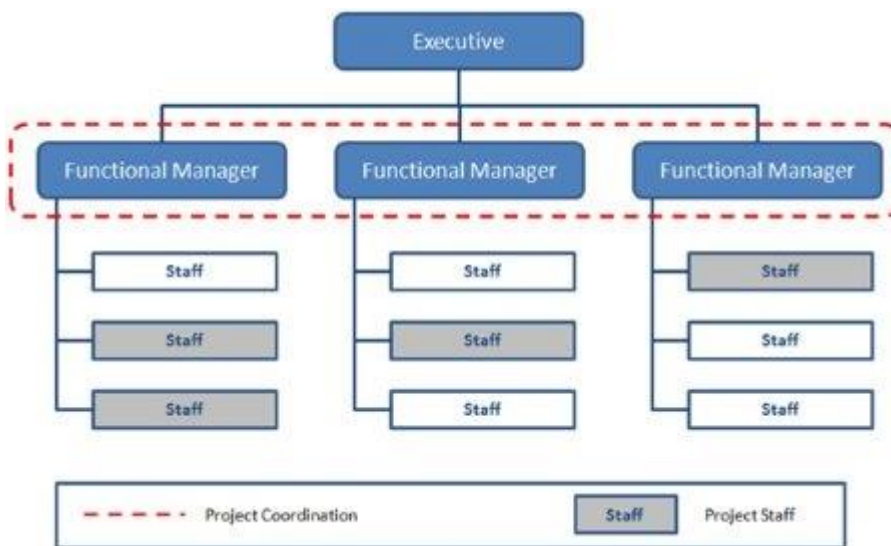 Executive
Functional Manager Functional Manager Functional Manager
Staff Staff Staff
Staff Staff Staff
Staff Staff Staff
Project Coordination Staff Project Staff